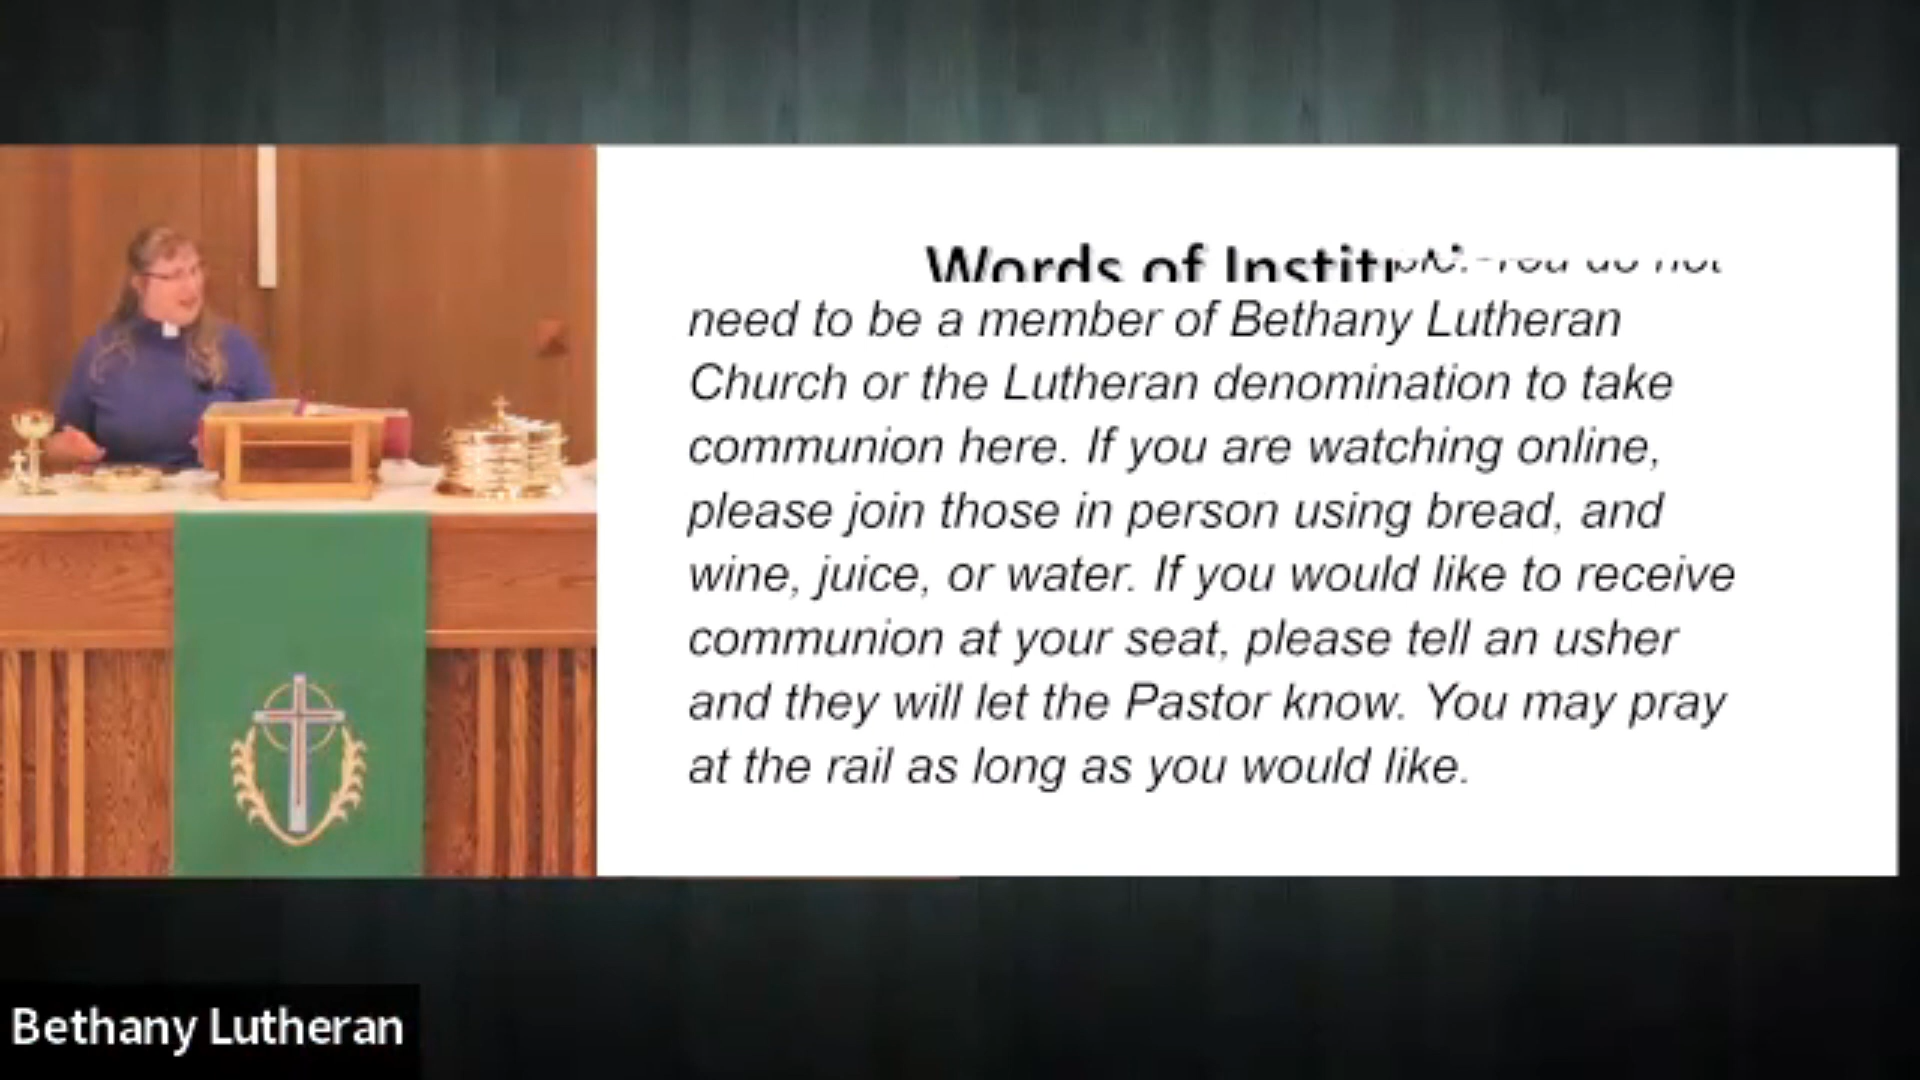 Words of
You do not
need to be a member of Bethany Lutheran
Church or the Lutheran denomination to take
communion here. If you are watching online,
please join those in person using bread, and
wine, juice, or water. If you would like to receive
communion at your seat, please tell an usher
and they will let the Pastor know. You may pray
at the rail as long as you would like.
Bethany Lutheran